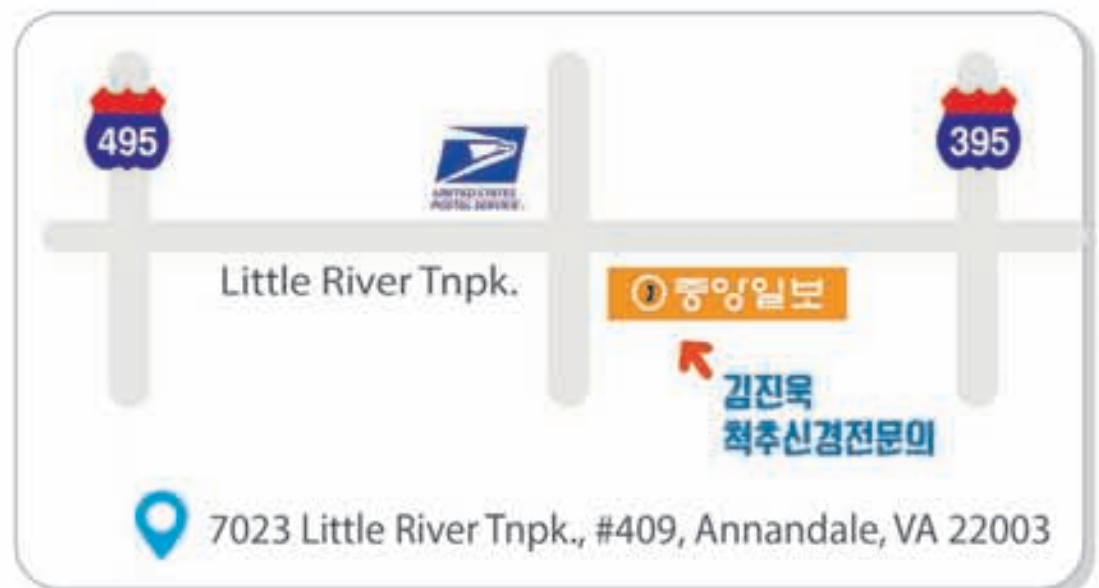 495
395
UNITED STATES
POSTAL SERVICE
Little River Tnpk.
중앙일보
김진욱
척추신경전문의
7023 Little River Tnpk., #409, Annandale, VA 22003